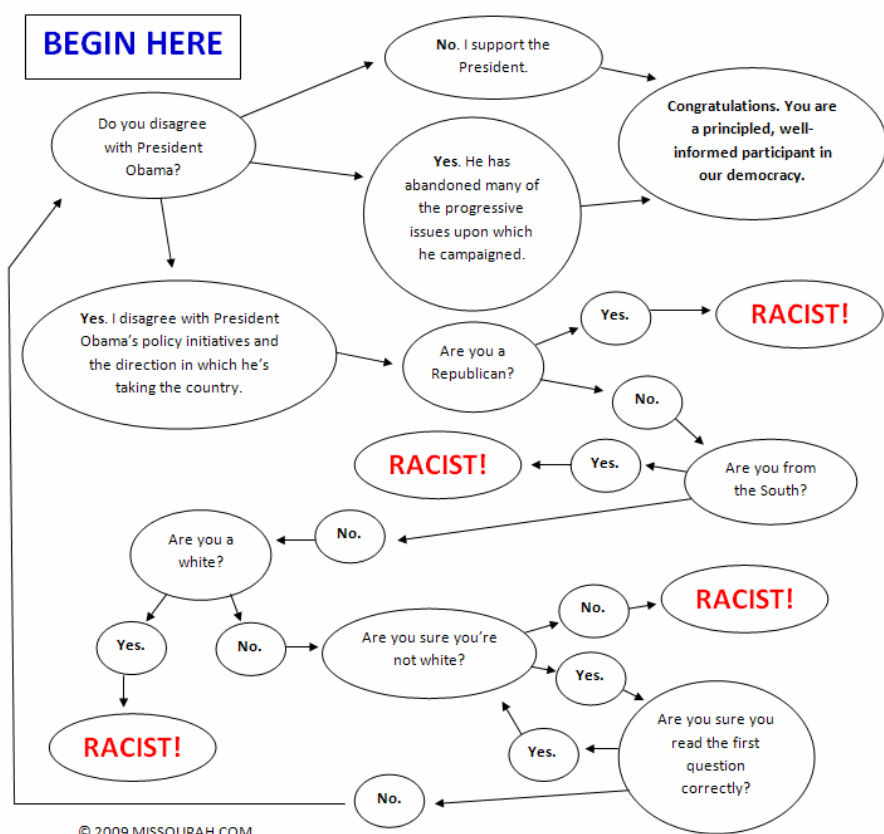 BEGIN HERE
No. I support the
President.
Do you disagree
with President
Obama?
Congratulations. You are
a principled, well-
informed participant in
our democracy.
Yes. He has
abandoned many of
the progressive
issues upon which
he campaigned.
Yes. I disagree with President
Obama's policy initiatives and
the direction in which he's
taking the country.
Are you a
Republican?
Yes.
RACIST!
No.
Are you from
the South?
Yes.
RACIST!
No.
Are you a
white?
Yes.
RACIST!
No.
Are you sure you're
not white?
No.
RACIST!
Yes.
Are you sure you
read the first
question
correctly?
Yes.
No.
© 2009 MISSOURAH.COM